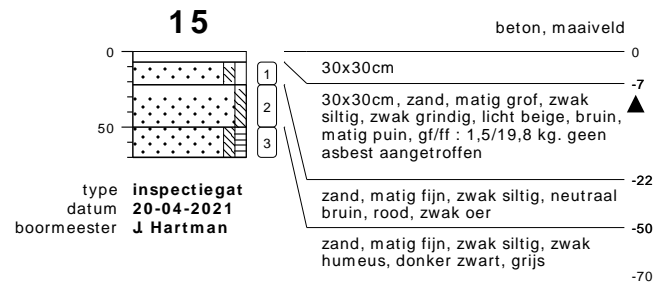 15
beton, maaiveld
0
0
30x30cm
-7
1
30x30cm, zand, matig grof, zwak
siltig, zwak grindig, licht beige, bruin,
matig puin, gf/ff : 1,5/19,8 kg. geen
asbest aangetroffen
2
50
3
-22
zand, matig fijn, zwak siltig, neutraal
bruin, rood, zwak oer
-50
zand, matig fijn, zwak siltig, zwak
humeus, donker zwart, grijs
-70
type inspectiegat
datum 20-04-2021
boormeester J Hartman